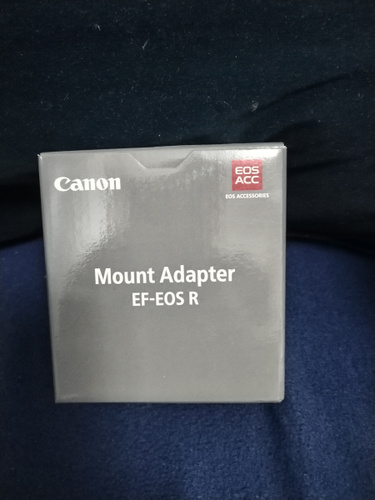 Canon
EOS
ACC
EOS ACCESSORIES
Mount Adapter
EF-EOS R